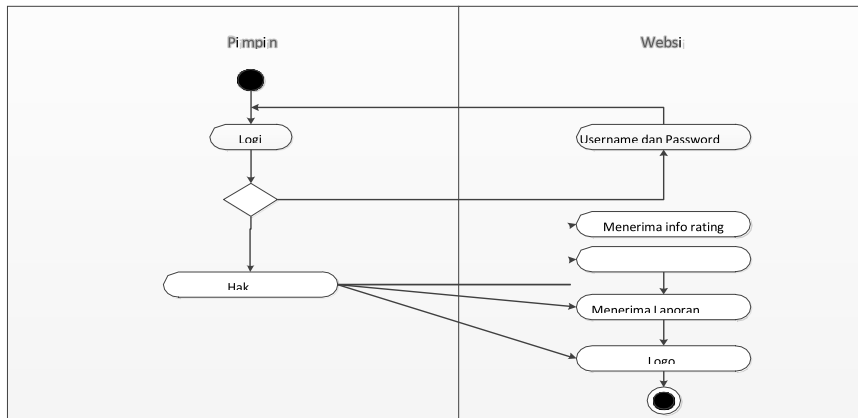 Pimpin
Websi
Logi
Username dan Password
Menerima info rating
Hak
Menerima Laporan
Logo